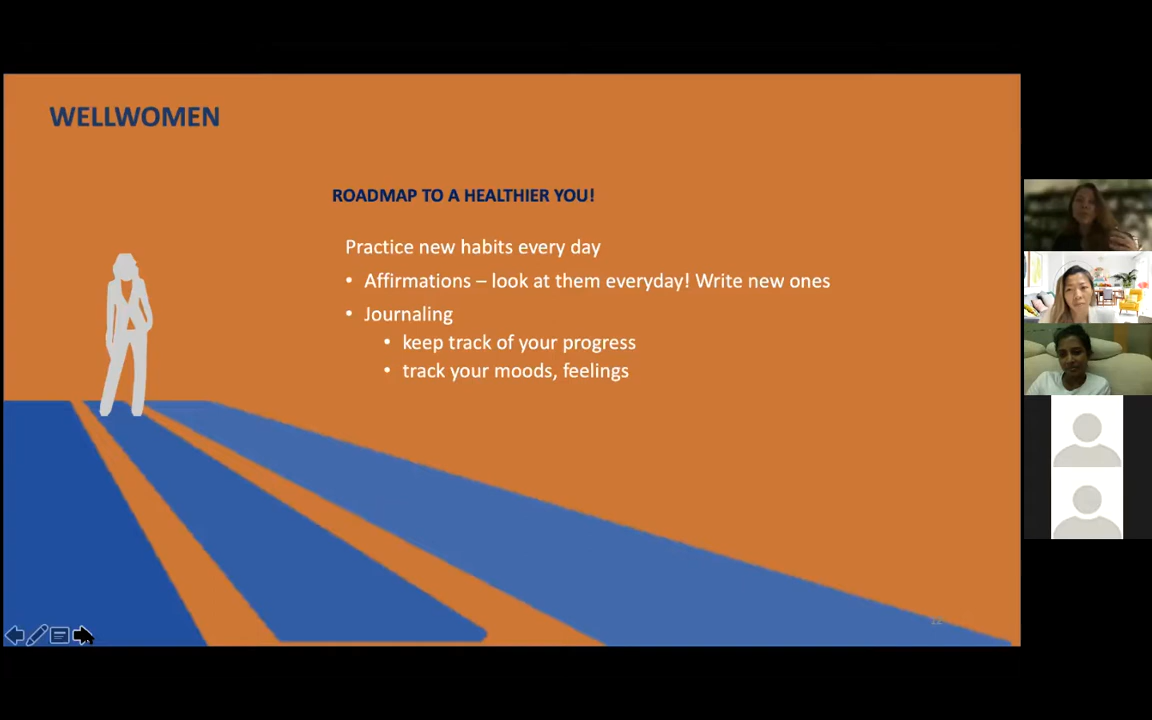 WELLWOMEN
ROADMAP TO A HEALTHIER YOU!
Practice new habits every day
• Affirmations – look at them everyday! Write new ones
• Journaling
• keep track of your progress
• track your moods, feelings